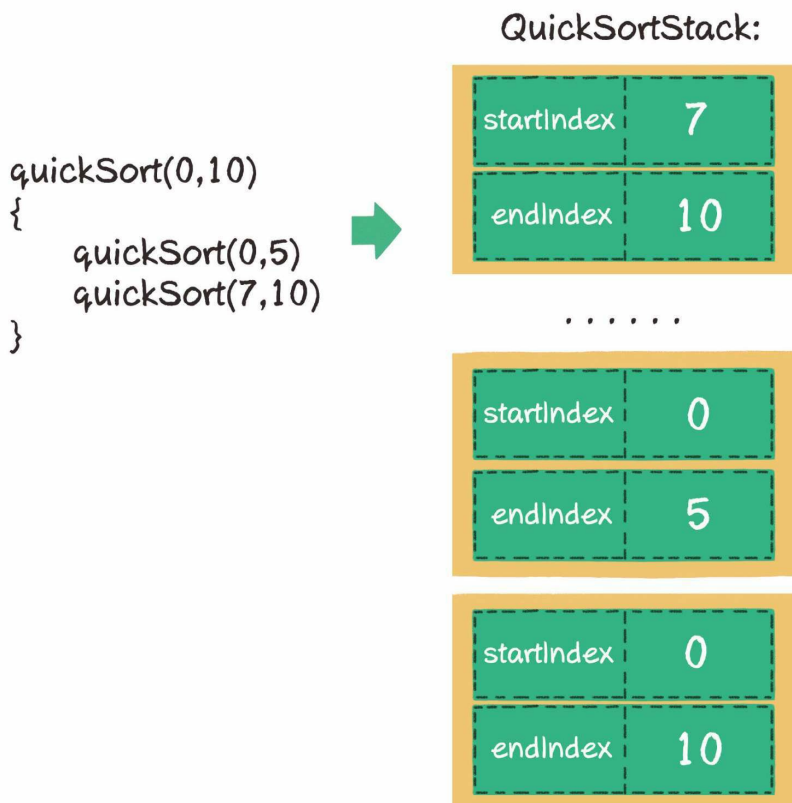 QuickSortStack:
quickSort(0,10)
{
quickSort(0,5)
quickSort(7,10)
}
startIndex 7
endIndex 10
......
startIndex 0
endIndex 5
startIndex 0
endIndex 10